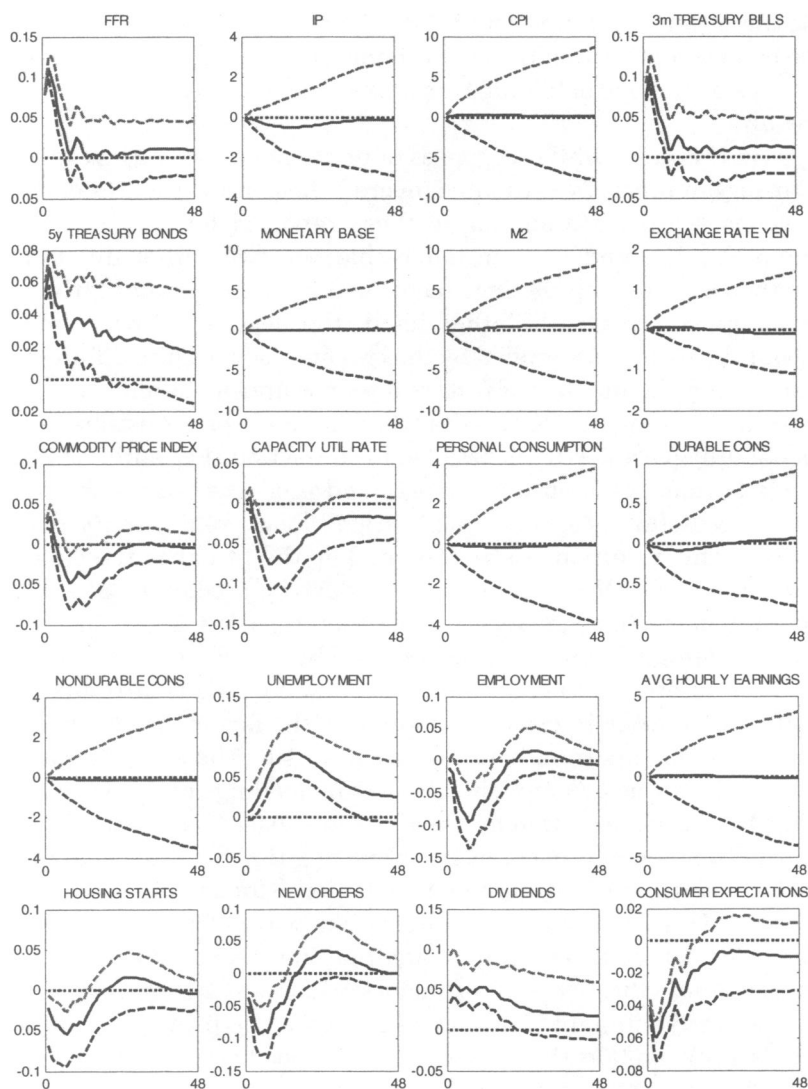 FFR IP CPI 3m TREASURY BILLS
0.15 4 10 0.15
0.1 2 5 0.1
0.05 0 0 0.05
0 -2 -5 0
0.05 4 -10 -0.05
0 48 0 48 0 48 0 48
5y TREASURY BONDS MONETARY BASE M2 EXCHANGE RATE YEN
0.08 10 10 2
0.06 5 5 1
0.04 0 0 0
0.02 -5 -5 -1
0 -10 -10 -2
0.02
0 48 0 48 0 48 0 48
COMMODITY PRICE INDEX CAPACITY UTIL RATE PERSONAL CONSUMPTION DURABLE CONS
0.1 0.05 4 1
0.05 0 2 0.5
0 -0.05 0 0
0.05 -0.1 -2 -0.5
-0.1 -0.15 -4 1
0 48 0 48 0 48 0 48
NONDURABLE CONS UNEMPLOYMENT EMPLOYMENT AVG HOURLY EARNINGS
4 0.15 0.1 5
2 0.1 0.05 0
0 0.05 0 -5
-2 0 -0.05
-4 -0.05 -0.1
-0.15
0 48 0 48 0 48 0 48
HOUSING STARTS NEW ORDERS DIVIDENDS CONSUMER EXPECTATIONS
0.1 0.1 0.15 0.02
0.05 0.05 0.1 0
0 0 0.05 -0.02
0.05 -0.05 0 -0.04
-0.1 -0.1 0.05 -0.06
-0.15 -0.08
0 48 0 48 0 48 0 48